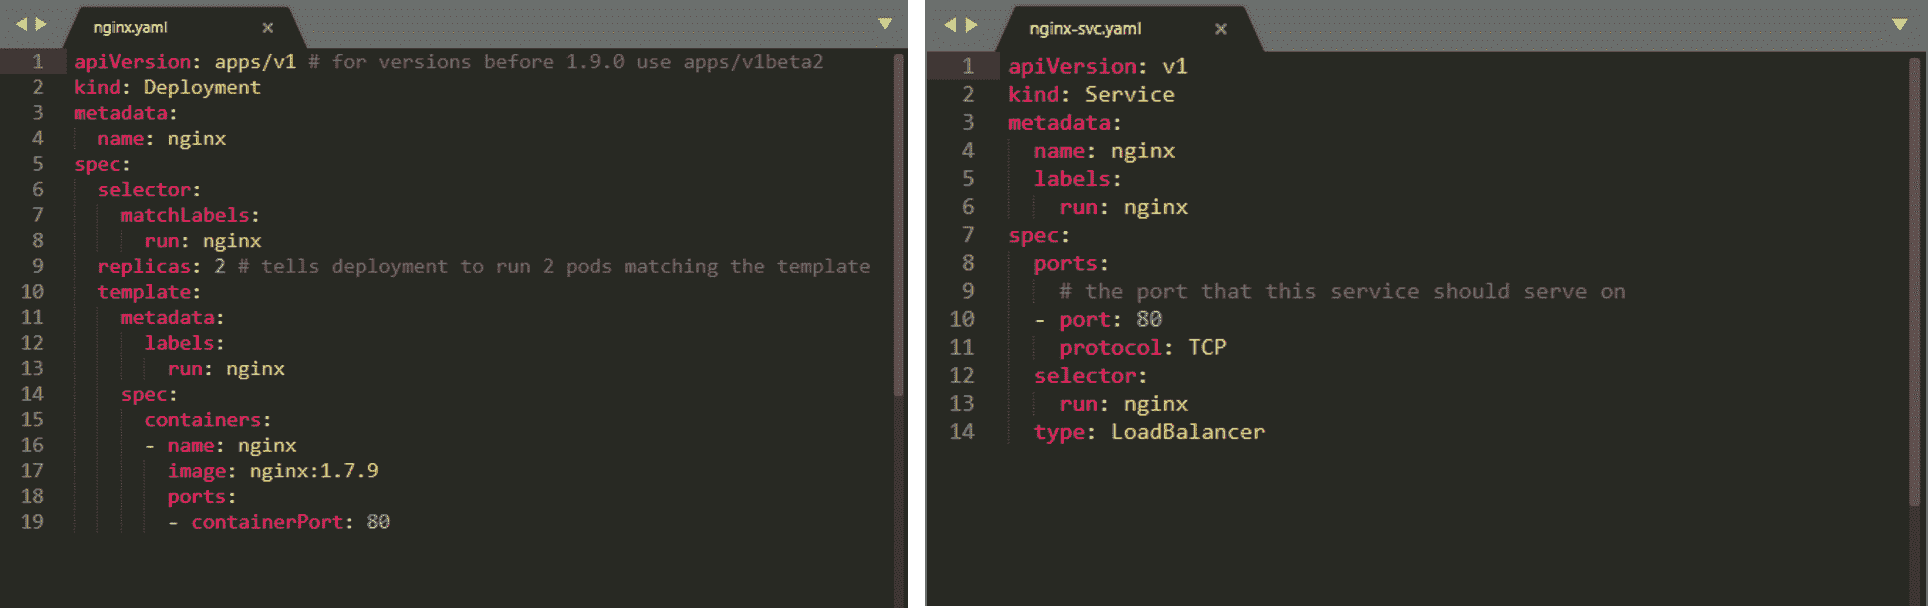 nginx.yaml
1 apiVersion: apps/v1 # for versions before 1.9.0 use apps/v1beta2
2 kind: Deployment
3 metadata:
4   name: nginx
5 spec:
6   selector:
7     matchLabels:
8       run: nginx
9   replicas: 2 # tells deployment to run 2 pods matching the template
10   template:
11     metadata:
12       labels:
13         run: nginx
14     spec:
15       containers:
16       - name: nginx
17         image: nginx:1.7.9
18         ports:
19         - containerPort: 80
nginx-svc.yaml
1 apiVersion: v1
2 kind: Service
3 metadata:
4   name: nginx
5   labels:
6     run: nginx
7 spec:
8   ports:
9     # the port that this service should serve on
10   - port: 80
11     protocol: TCP
12   selector:
13     run: nginx
14   type: LoadBalancer